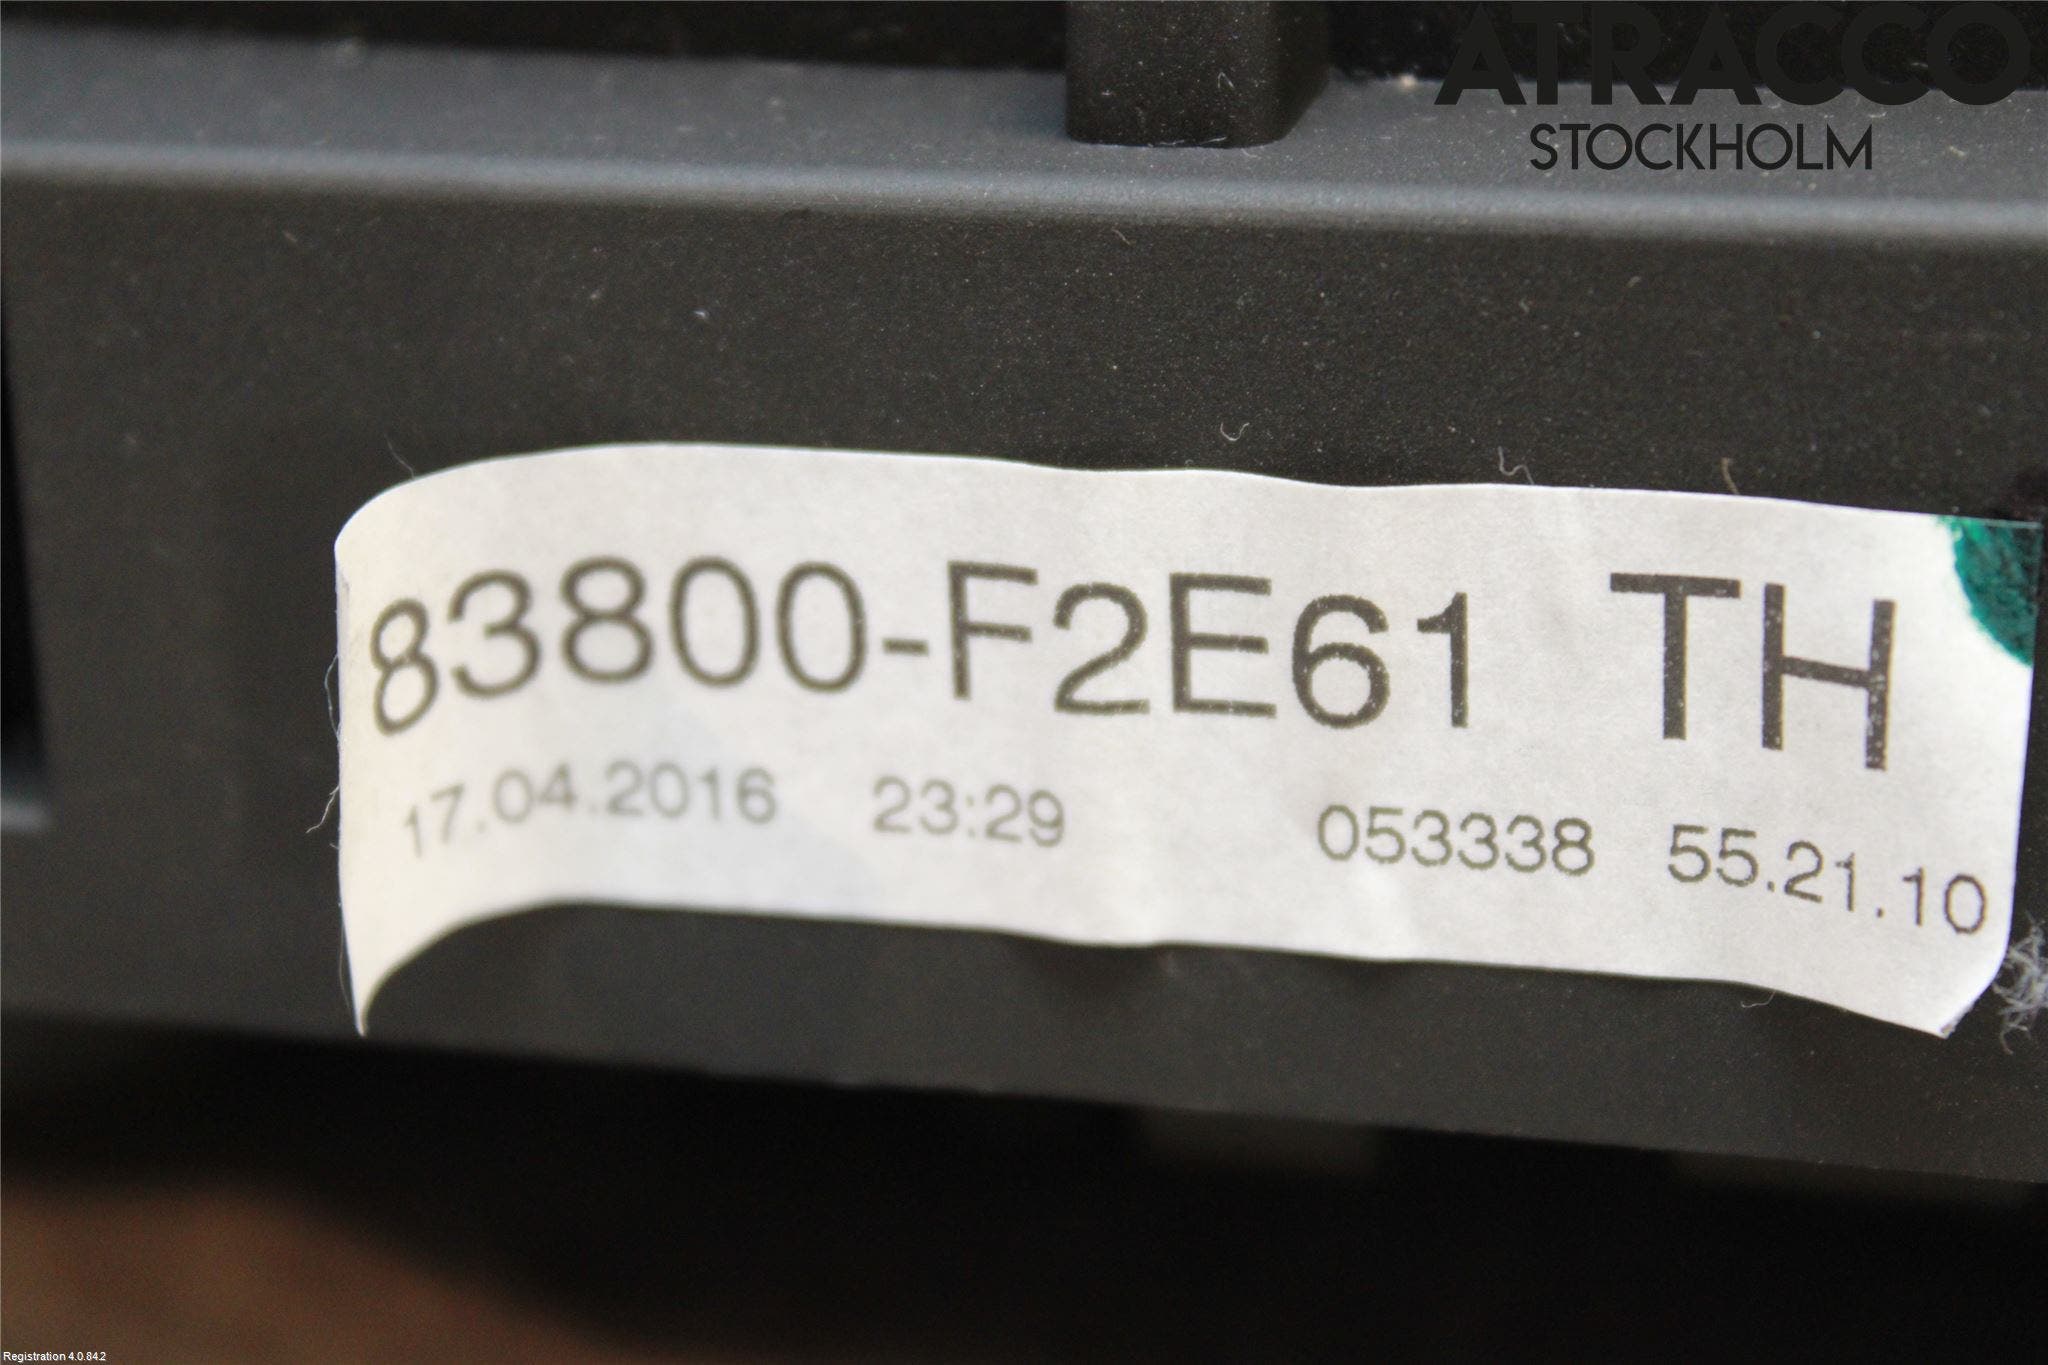 ATRACCO
STOCKHOLM
83800-F2E61 TH
17.04.2016 23:29 053338 55.21.10
Registration 4.0.84.2